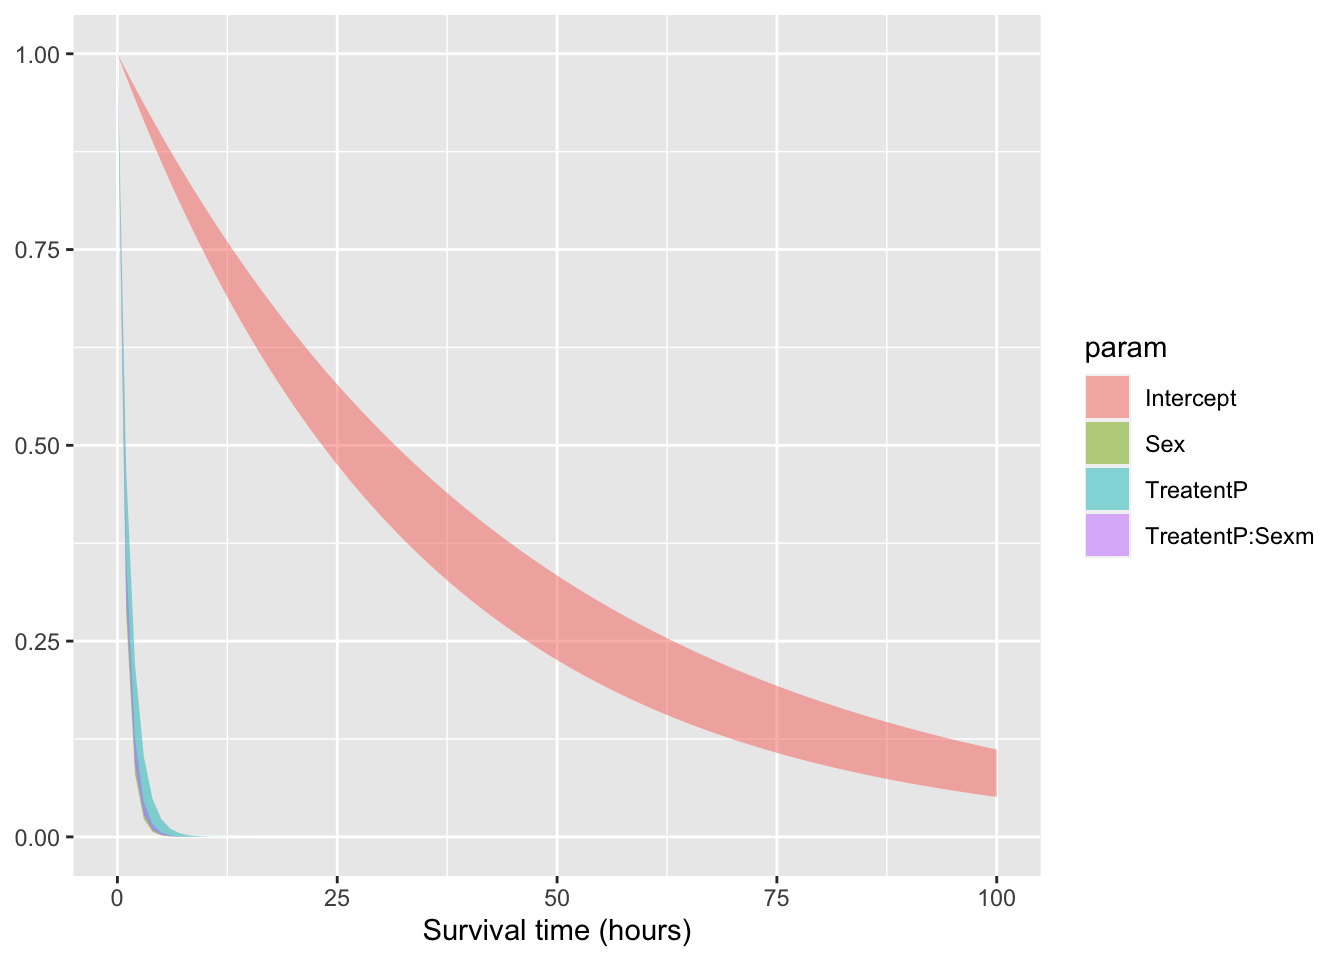 1.00
0.75
0.50
0.25
0.00
0 25 50 75 100
Survival time (hours)
param
Intercept
Sex
TreatentP
TreatentP:Sexm